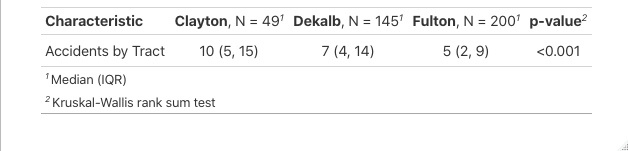 Characteristic Clayton, N = 49¹ Dekalb, N = 145¹ Fulton, N = 200¹ p-value²
Accidents by Tract 10 (5, 15) 7 (4, 14) 5 (2, 9) <0.001
¹ Median (IQR)
² Kruskal-Wallis rank sum test